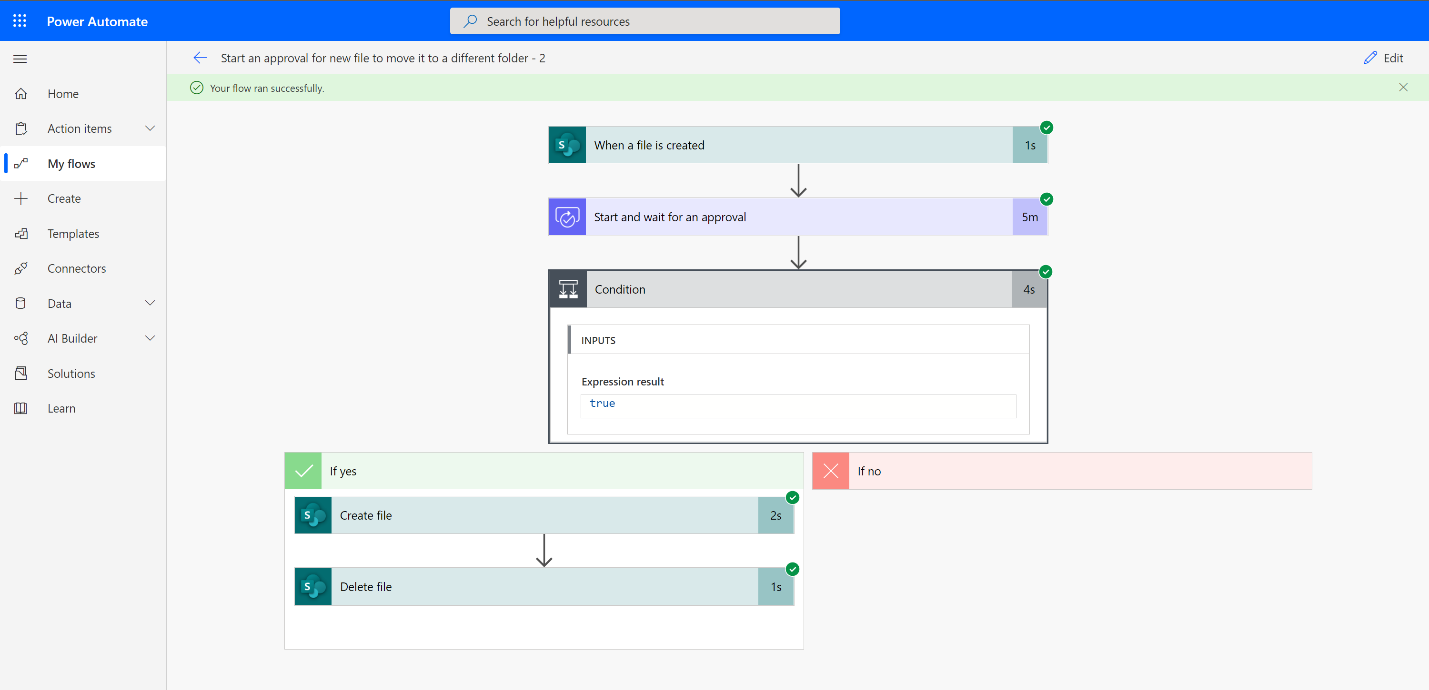 Power Automate
Search for helpful resources
Start an approval for new file to move it to a different folder - 2
Edit
Your flow ran successfully.
Home
Action items
My flows
Create
Templates
Connectors
Data
AI Builder
Solutions
Learn
S When a file is created 1s
Start and wait for an approval 5m
Condition 4s
INPUTS
Expression result
true
If yes
S Create file 2s
S Delete file 1s
If no